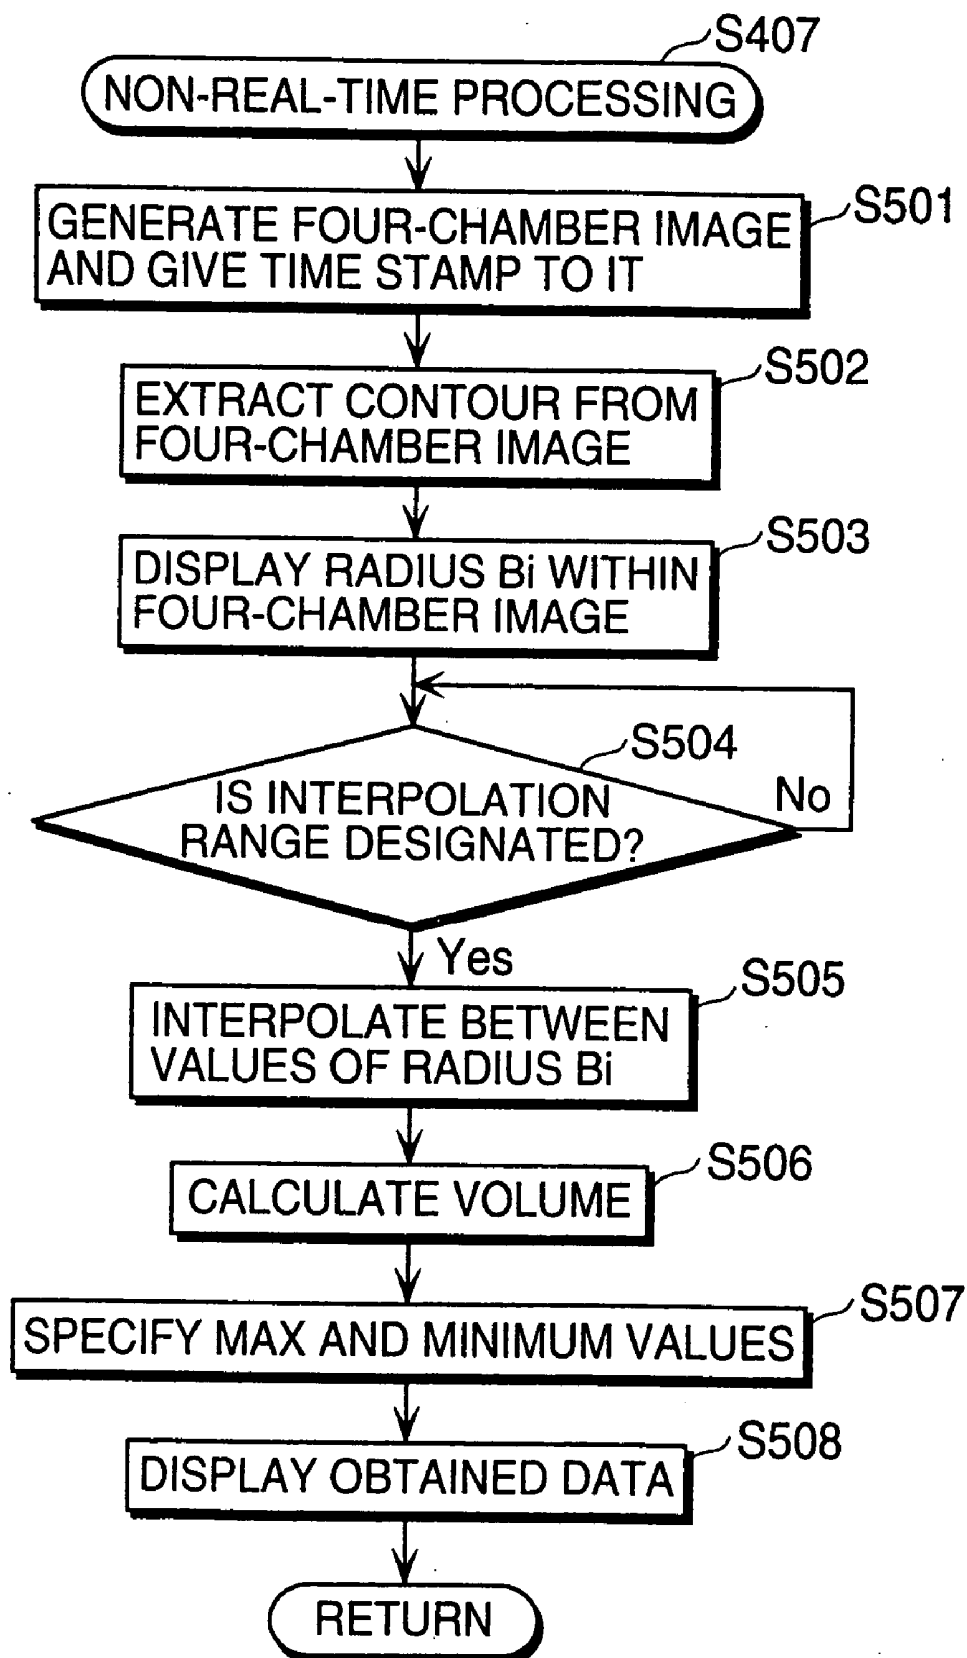 S407
NON-REAL-TIME PROCESSING
S501
GENERATE FOUR-CHAMBER IMAGE
AND GIVE TIME STAMP TO IT
S502
EXTRACT CONTOUR FROM
FOUR-CHAMBER IMAGE
S503
DISPLAY RADIUS Bi WITHIN
FOUR-CHAMBER IMAGE
S504
IS INTERPOLATION
RANGE DESIGNATED?
No
Yes
S505
INTERPOLATE BETWEEN
VALUES OF RADIUS Bi
S506
CALCULATE VOLUME
S507
SPECIFY MAX AND MINIMUM VALUES
S508
DISPLAY OBTAINED DATA
RETURN